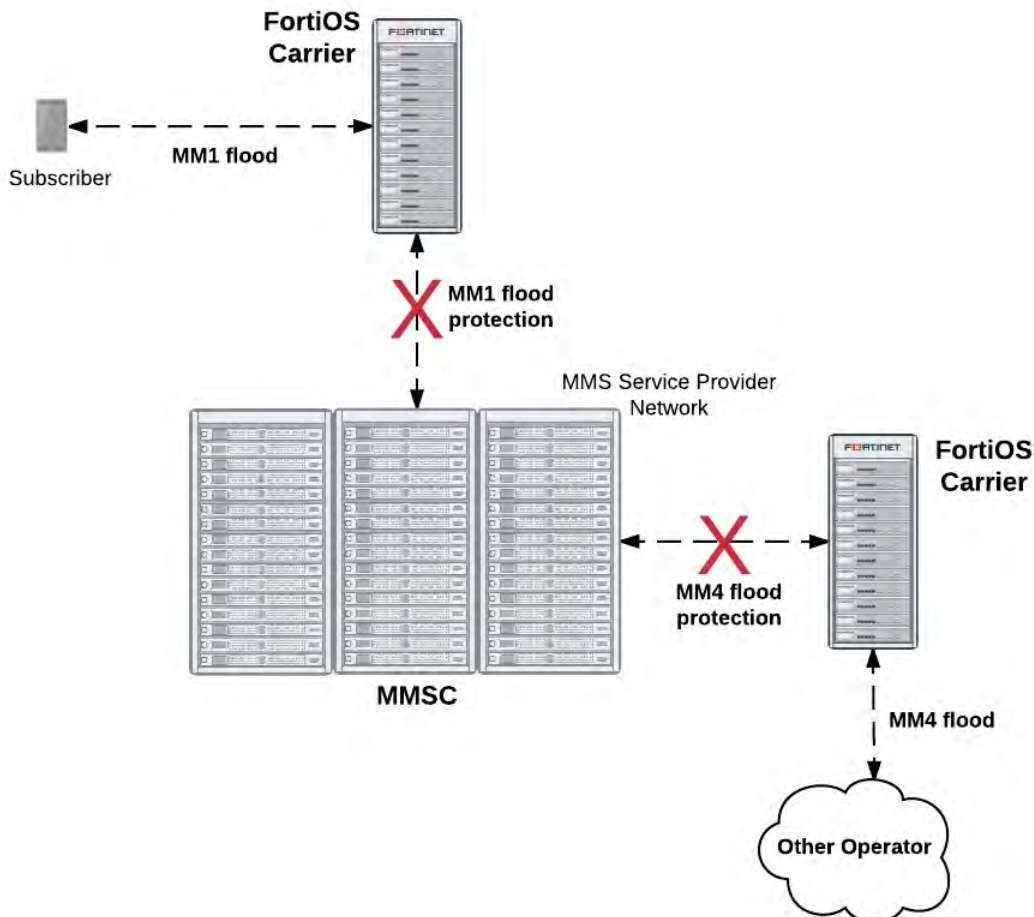 FortiOS
Carrier
FORTINET
MM1 flood
Subscriber
MM1 flood
protection
MMS Service Provider
Network
FORTINET
FortiOS
Carrier
MM4 flood
protection
MMSC
MM4 flood
Other Operator